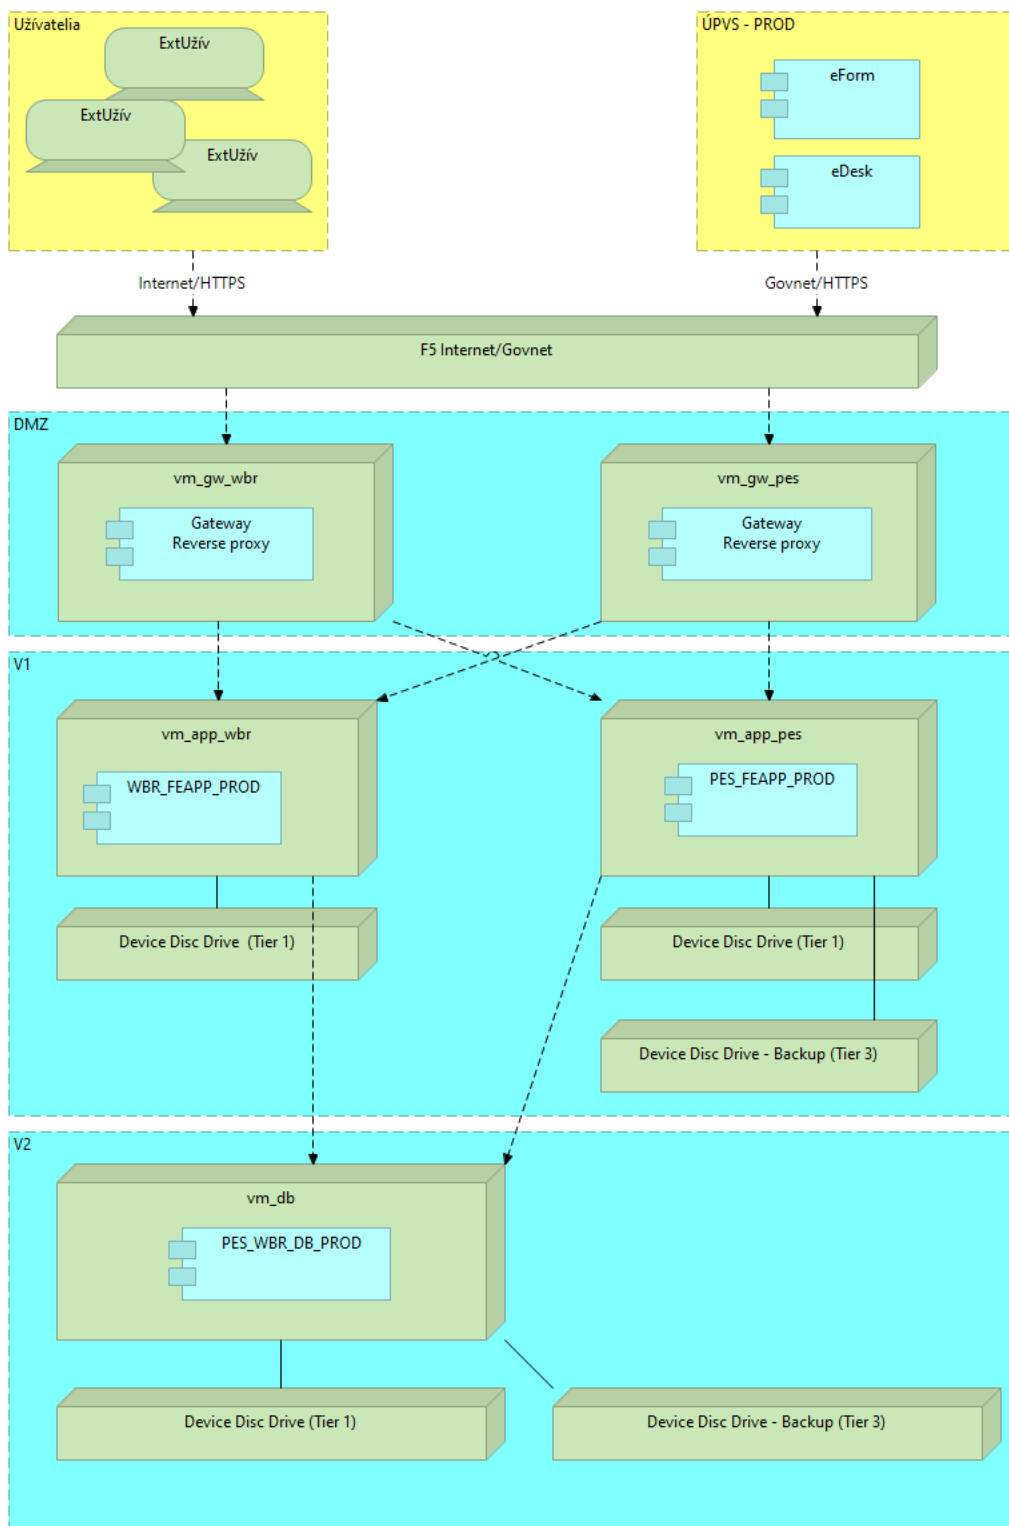 Užívatelia
ExtUžív
ExtUžív
ExtUžív
ÚPVS - PROD
eForm
eDesk
Internet/HTTPS
Govnet/HTTPS
F5 Internet/Govnet
DMZ
vm_gw_wbr
Gateway
Reverse proxy
vm_gw_pes
Gateway
Reverse proxy
V1
vm_app_wbr
WBR_FEAPP_PROD
vm_app_pes
PES_FEAPP_PROD
Device Disc Drive (Tier 1)
Device Disc Drive (Tier 1)
Device Disc Drive - Backup (Tier 3)
V2
vm_db
PES_WBR_DB_PROD
Device Disc Drive (Tier 1)
Device Disc Drive - Backup (Tier 3)